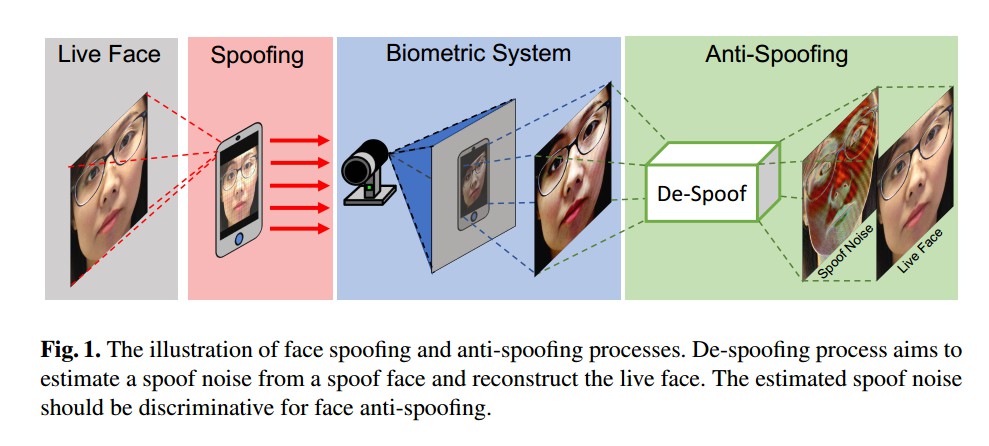 Live Face
Spoofing
Biometric System
Anti-Spoofing
De-Spoof
Spoof Noise
Live Face
Fig. 1. The illustration of face spoofing and anti-spoofing processes. De-spoofing process aims to
estimate a spoof noise from a spoof face and reconstruct the live face. The estimated spoof noise
should be discriminative for face anti-spoofing.